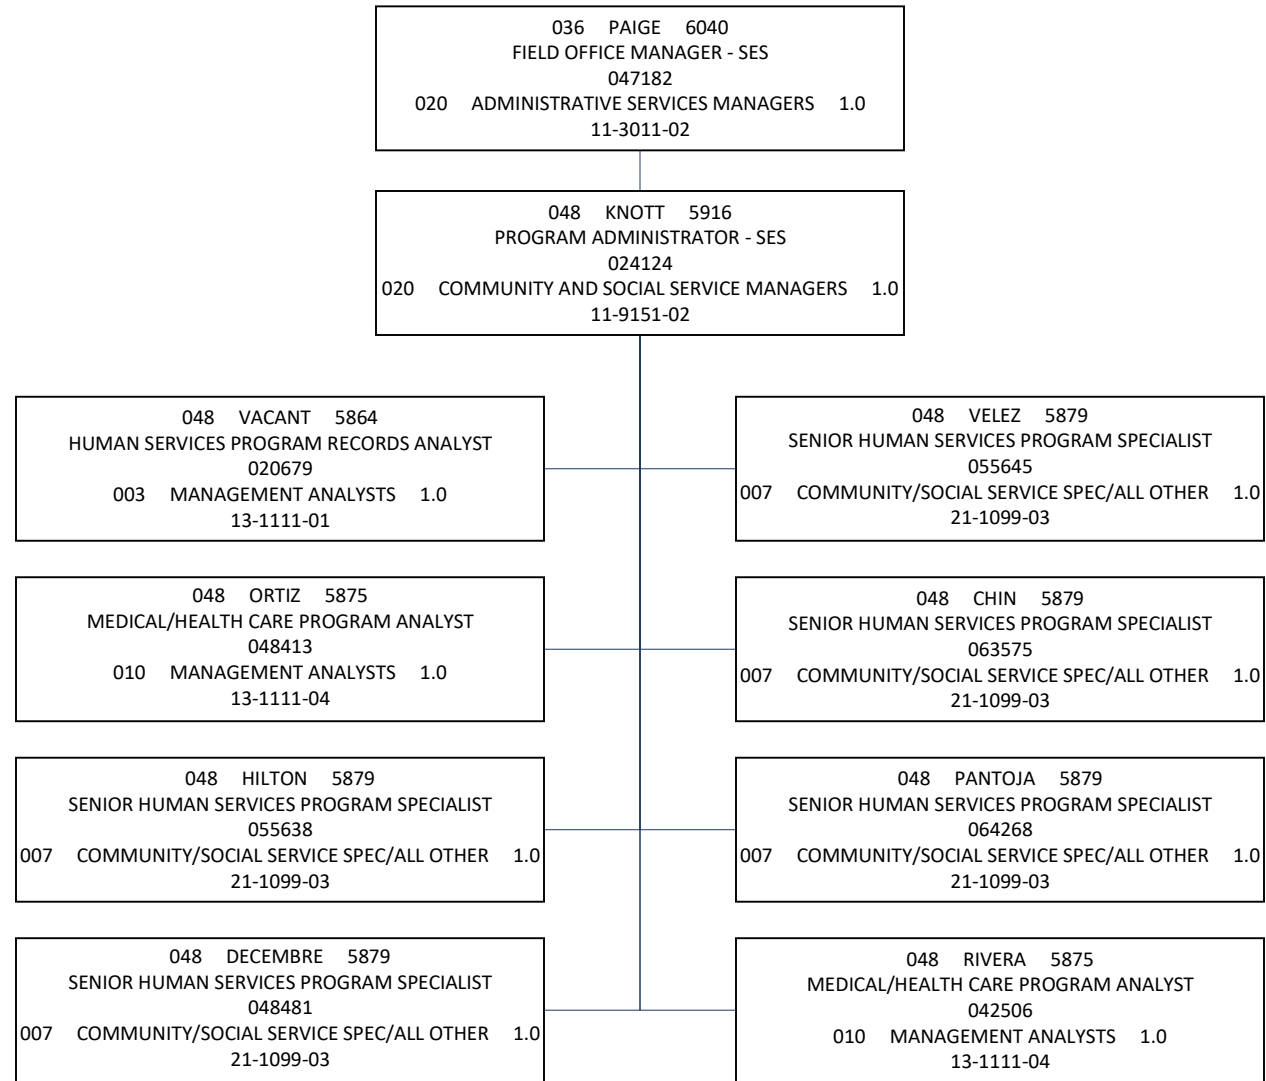 036 PAIGE 6040
FIELD OFFICE MANAGER - SES
047182
020 ADMINISTRATIVE SERVICES MANAGERS 1.0
11-3011-02
048 KNOTT 5916
PROGRAM ADMINISTRATOR - SES
024124
020 COMMUNITY AND SOCIAL SERVICE MANAGERS 1.0
11-9151-02
048 VACANT 5864
HUMAN SERVICES PROGRAM RECORDS ANALYST
020679
003 MANAGEMENT ANALYSTS 1.0
13-1111-01
048 VELEZ 5879
SENIOR HUMAN SERVICES PROGRAM SPECIALIST
055645
007 COMMUNITY/SOCIAL SERVICE SPEC/ALL OTHER 1.0
21-1099-03
048 ORTIZ 5875
MEDICAL/HEALTH CARE PROGRAM ANALYST
048413
010 MANAGEMENT ANALYSTS 1.0
13-1111-04
048 CHIN 5879
SENIOR HUMAN SERVICES PROGRAM SPECIALIST
063575
007 COMMUNITY/SOCIAL SERVICE SPEC/ALL OTHER 1.0
21-1099-03
048 HILTON 5879
SENIOR HUMAN SERVICES PROGRAM SPECIALIST
055638
007 COMMUNITY/SOCIAL SERVICE SPEC/ALL OTHER 1.0
21-1099-03
048 PANTOJA 5879
SENIOR HUMAN SERVICES PROGRAM SPECIALIST
064268
007 COMMUNITY/SOCIAL SERVICE SPEC/ALL OTHER 1.0
21-1099-03
048 DECEMBRE 5879
SENIOR HUMAN SERVICES PROGRAM SPECIALIST
048481
007 COMMUNITY/SOCIAL SERVICE SPEC/ALL OTHER 1.0
21-1099-03
048 RIVERA 5875
MEDICAL/HEALTH CARE PROGRAM ANALYST
042506
010 MANAGEMENT ANALYSTS 1.0
13-1111-04